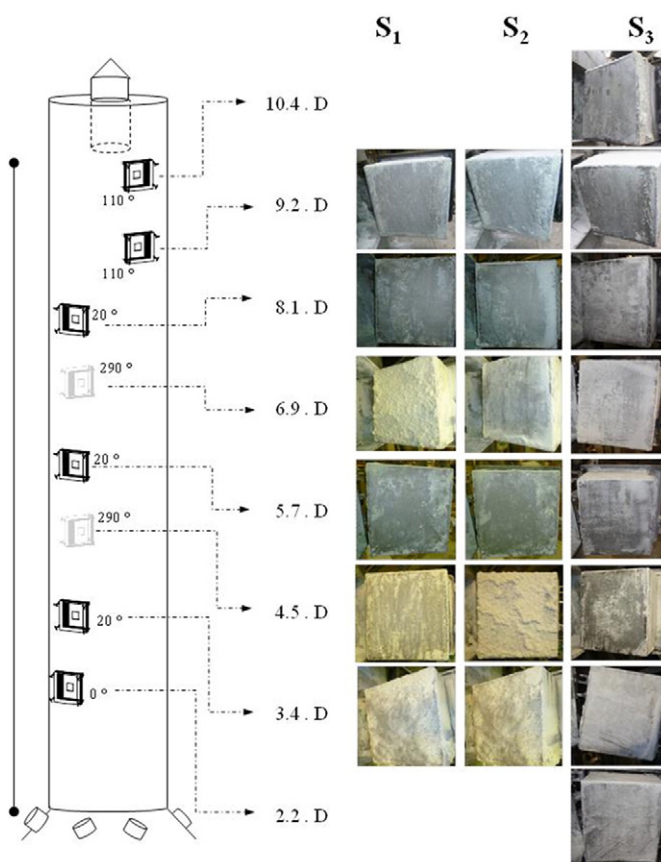 S1 S2 S3
10.4 . D
110 °
9.2 . D
110 °
20 °
8.1 . D
290 °
6.9 . D
20 °
5.7 . D
290 °
4.5 . D
20 °
3.4 . D
0 °
2.2 . D